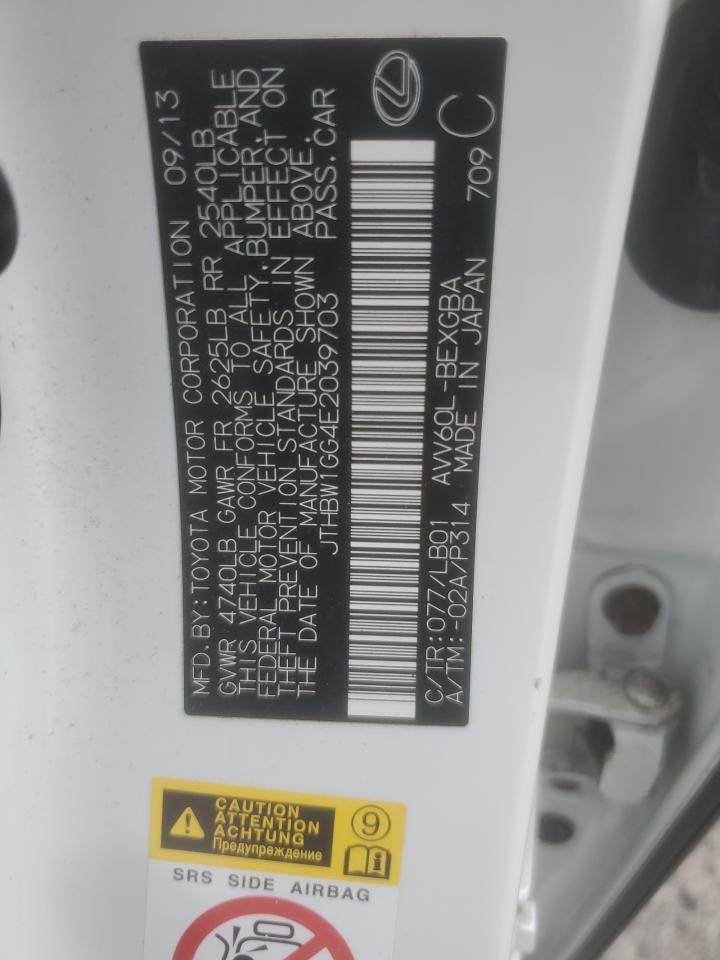 MFD.BY:TOYOTA MOTOR CORPORATION 09/13
GVWR 4740LB GAWR FR 2625LB RR 2540LB
THIS VEHICLE CONFORMS TO ALL APPLICABLE
FEDERAL MOTOR VEHICLE SAFETY,BUMPER,AND
THEFT PREVENTION STANDARDS IN EFFECT ON
THE DATE OF MANUFACTURE SHOWN ABOVE.
JTHBW1GG4E2039703 PASS.CAR
C/TR:077/LB01 AVV60L-BEXGBA 709 C
A/TM:-02A/P314 MADE IN JAPAN
CAUTION
ATTENTION
ACHTUNG
Предупреждение
9
SRS SIDE AIRBAG